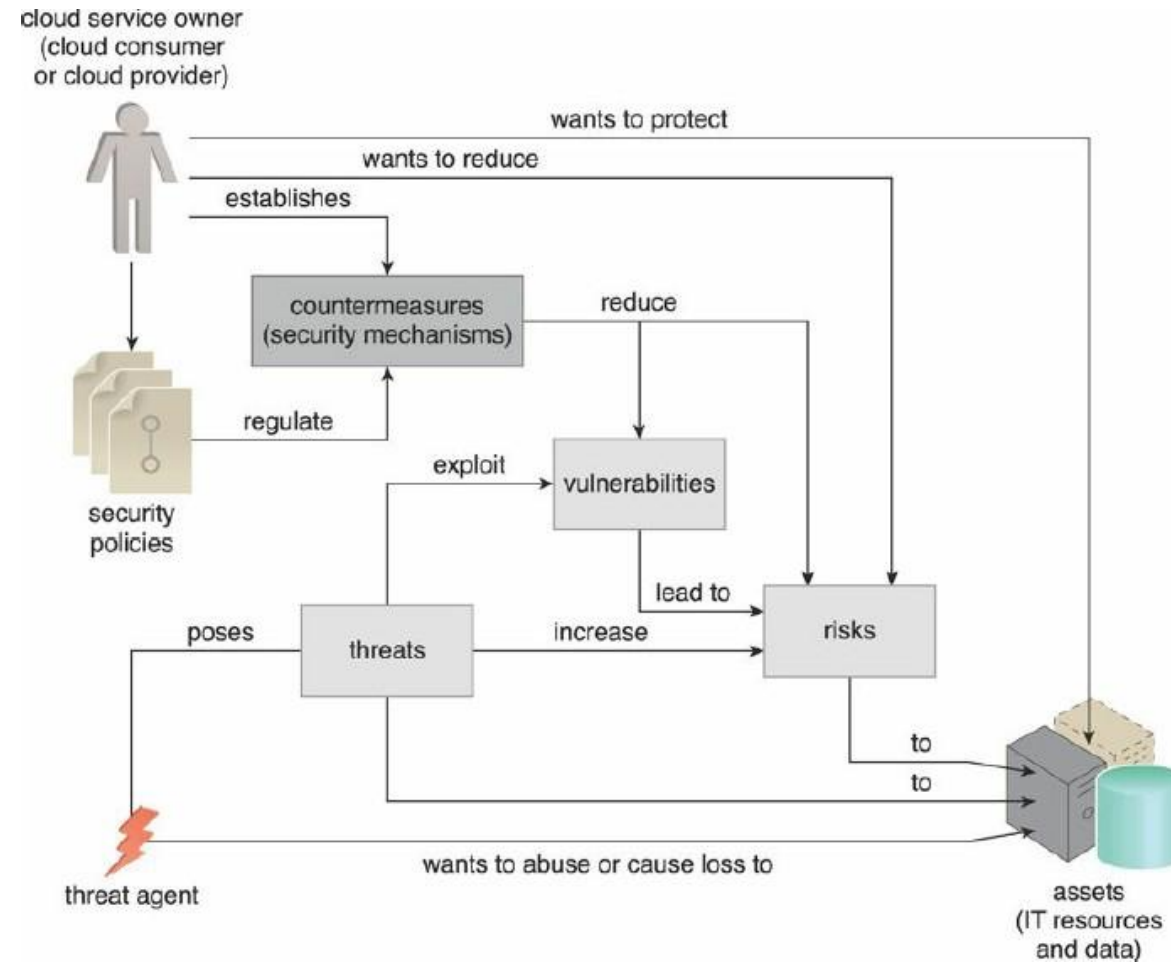 cloud service owner
(cloud consumer
or cloud provider)
wants to protect
wants to reduce
establishes
countermeasures
(security mechanisms)
reduce
regulate
security
policies
exploit
vulnerabilities
lead to
poses
threats
increase
risks
to
to
wants to abuse or cause loss to
threat agent
assets
(IT resources
and data)